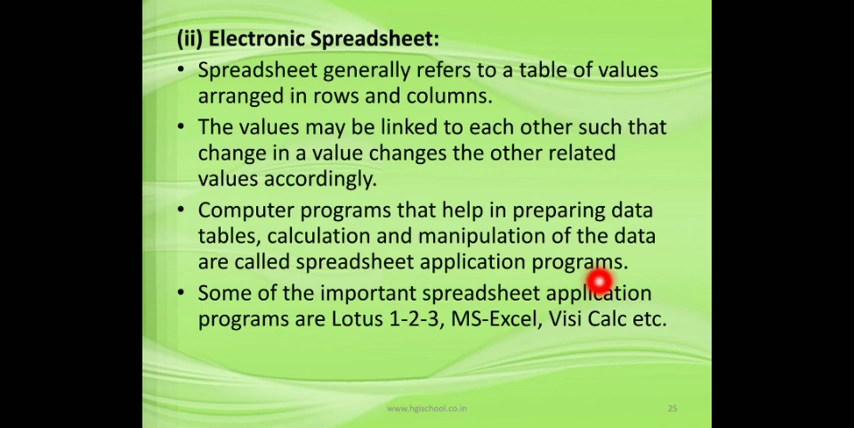 (ii) Electronic Spreadsheet:
• Spreadsheet generally refers to a table of values
arranged in rows and columns.
• The values may be linked to each other such that
change in a value changes the other related
values accordingly.
• Computer programs that help in preparing data
tables, calculation and manipulation of the data
are called spreadsheet application programs.
• Some of the important spreadsheet application
programs are Lotus 1-2-3, MS-Excel, Visi Calc etc.
www.hgischool.co.in
25